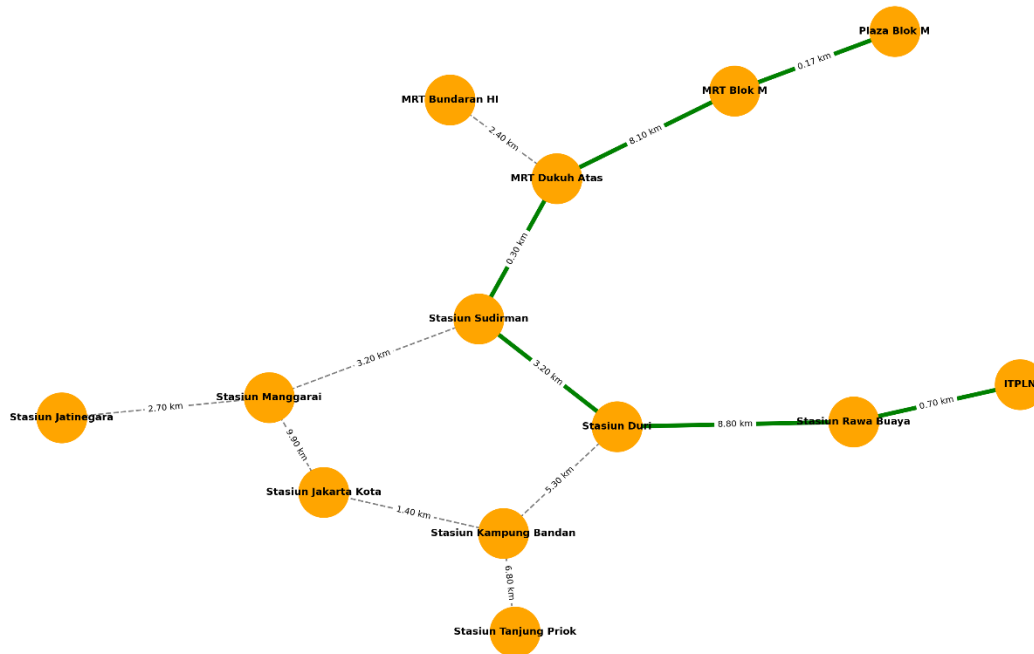 Plaza Blok M
0.17 km
MRT Blok M
MRT Bundaran HI
2.40 km
8.10 km
MRT Dukuh Atas
0.30 km
Stasiun Sudirman
3.20 km
3.20 km
ITPLN
Stasiun Manggarai
0.70 km
2.70 km
Stasiun Jatinegara
Stasiun Rawa Buaya
8.80 km
Stasiun Duri
9.90 km
5.30 km
Stasiun Jakarta Kota
1.40 km
Stasiun Kampung Bandan
6.80 km
Stasiun Tanjung Priok